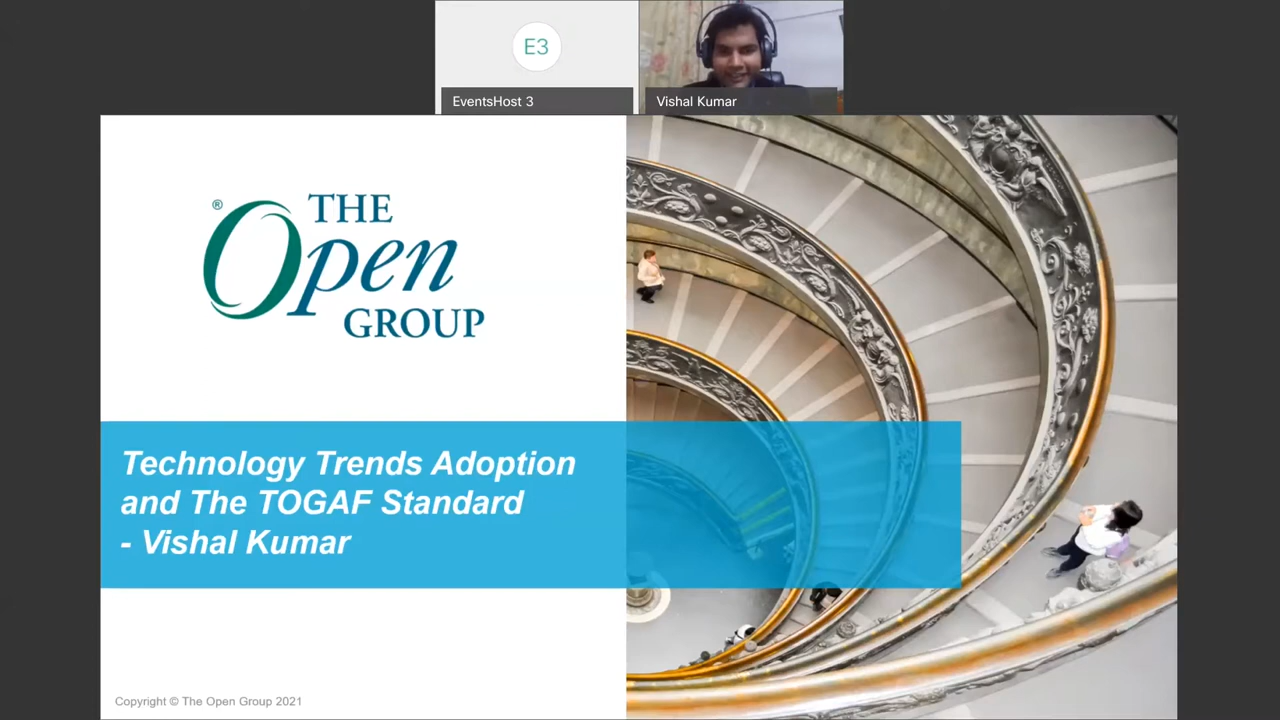 E3
EventsHost 3
Vishal Kumar
®
THE
Open
GROUP
Technology Trends Adoption
and The TOGAF Standard
- Vishal Kumar
Copyright © The Open Group 2021